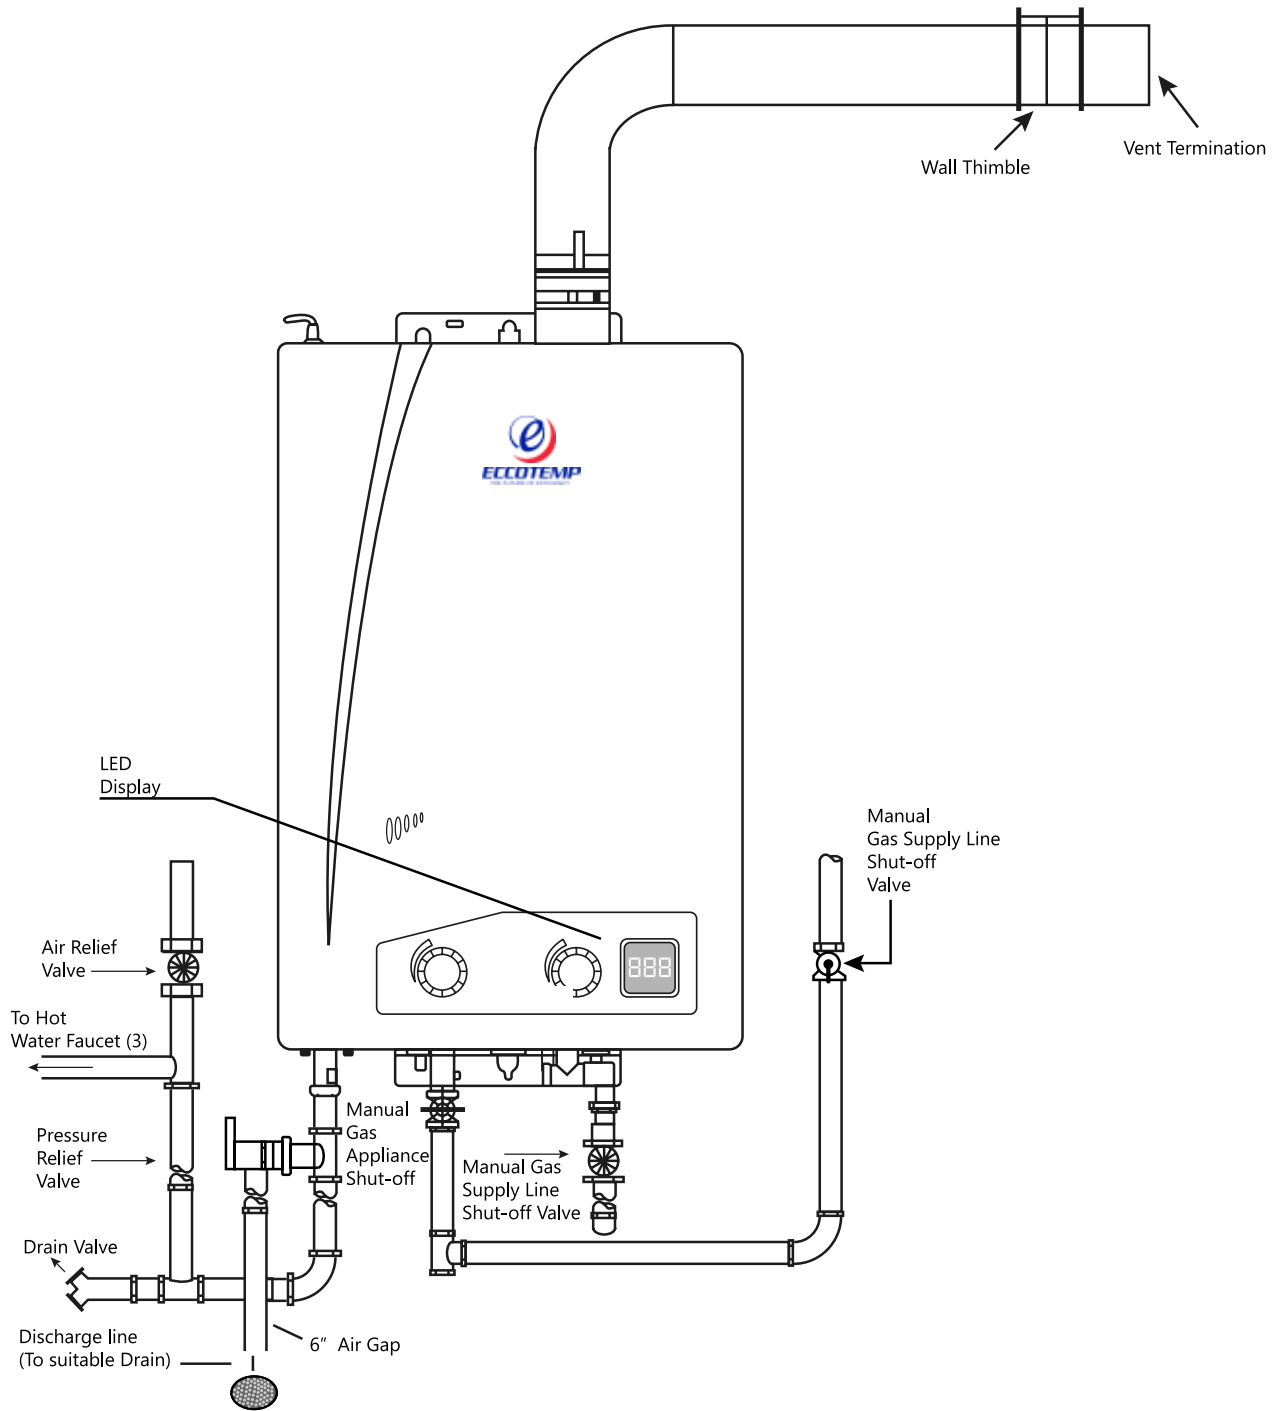 Vent Termination
Wall Thimble
ECCOTEMP
LED
Display
Manual
Gas Supply Line
Shut-off
Valve
Air Relief
Valve
888
To Hot
Water Faucet (3)
Manual
Gas
Appliance
Shut-off
Pressure
Relief
Valve
Manual Gas
Supply Line
Shut-off Valve
Drain Valve
Discharge line
(To suitable Drain)
6" Air Gap